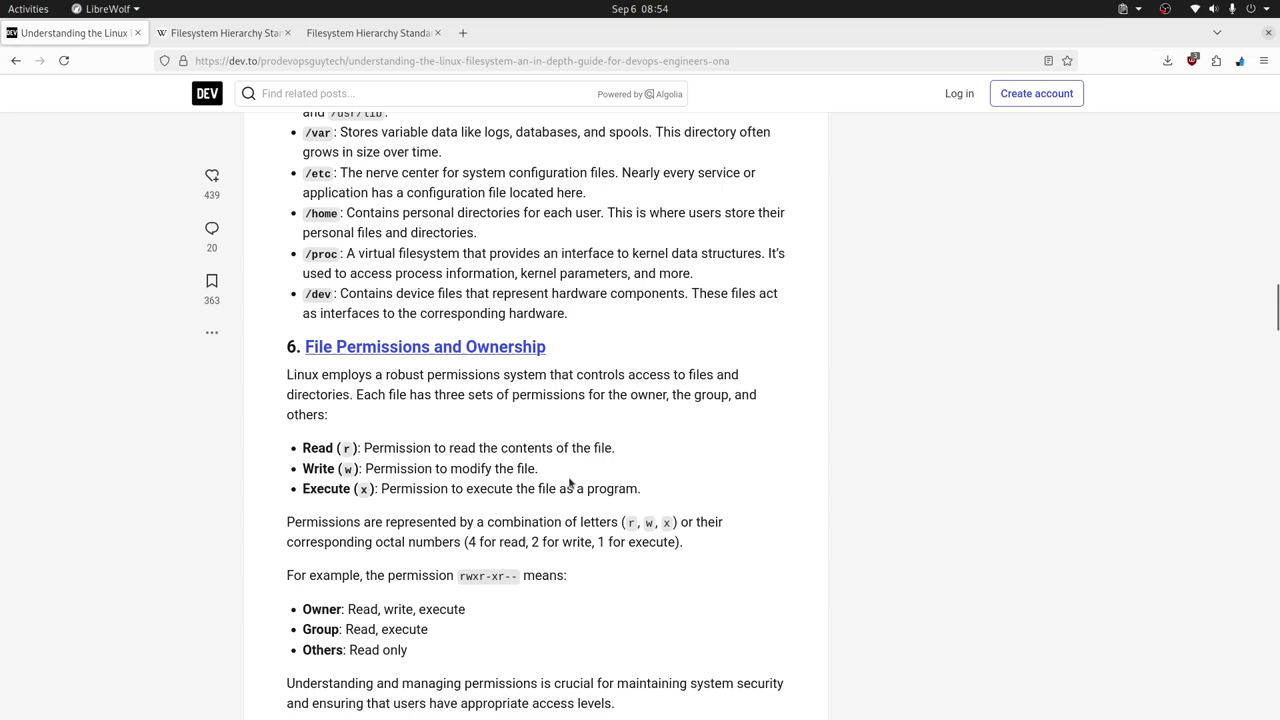 Activities
LibreWolf
Sep 6 08:54
Understanding the Linux
Filesystem Hierarchy Star
Filesystem Hierarchy Standa
https://dev.to/prodevopsguytech/understanding-the-linux-filesystem-an-in-depth-guide-for-devops-engineers-ona
DEV
Find related posts...
Powered by Algolia
Log in
Create account
and /usr/lib.
/var: Stores variable data like logs, databases, and spools. This directory often
grows in size over time.
/etc: The nerve center for system configuration files. Nearly every service or
application has a configuration file located here.
/home: Contains personal directories for each user. This is where users store their
personal files and directories.
/proc: A virtual filesystem that provides an interface to kernel data structures. It’s
used to access process information, kernel parameters, and more.
/dev: Contains device files that represent hardware components. These files act
as interfaces to the corresponding hardware.
439
20
363
6. File Permissions and Ownership
Linux employs a robust permissions system that controls access to files and
directories. Each file has three sets of permissions for the owner, the group, and
others:
Read (r): Permission to read the contents of the file.
Write (w): Permission to modify the file.
Execute (x): Permission to execute the file as a program.
Permissions are represented by a combination of letters (r, w, x) or their
corresponding octal numbers (4 for read, 2 for write, 1 for execute).
For example, the permission rwxr-xr-- means:
Owner: Read, write, execute
Group: Read, execute
Others: Read only
Understanding and managing permissions is crucial for maintaining system security
and ensuring that users have appropriate access levels.